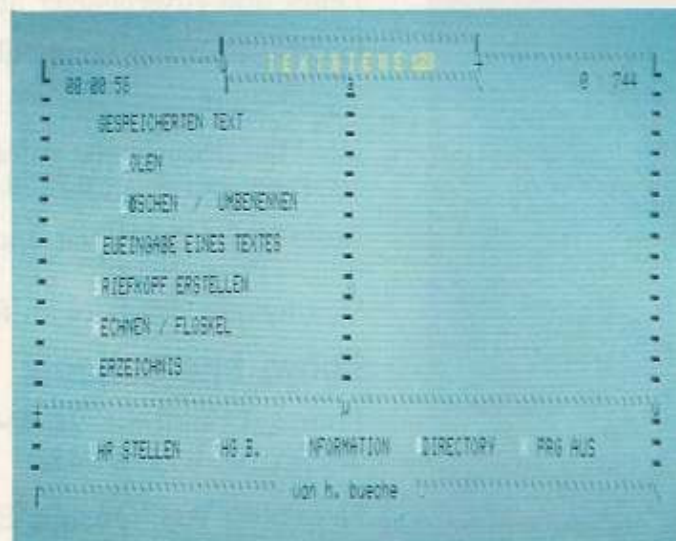 00:00:56
0 744
GESPEICHERTEN TEXT
OLEN
ÖSCHEN / UMBENENNEN
EUEINGABE EINES TEXTES
RIEFKOPF ERSTELLEN
ECHNEN / FLOSKEL
ERZEICHNIS
HR STELLEN HG B. NFORMATION DIRECTORY PRG AUS
von h. bueche